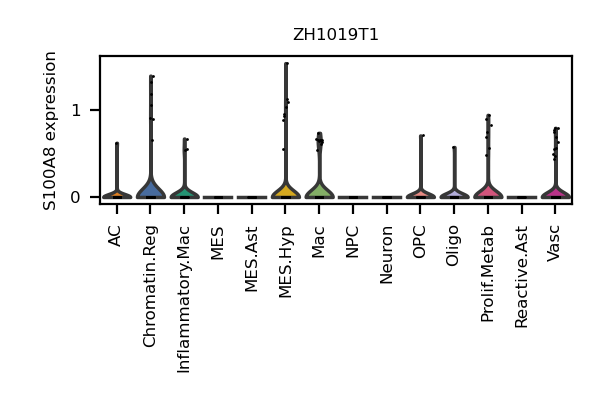 ZH1019T1
S100A8 expression
1
0
AC
Chromatin.Reg
Inflammatory.Mac
MES
MES.Ast
MES.Hyp
Mac
NPC
Neuron
OPC
Oligo
Prolif.Metab
Reactive.Ast
Vasc